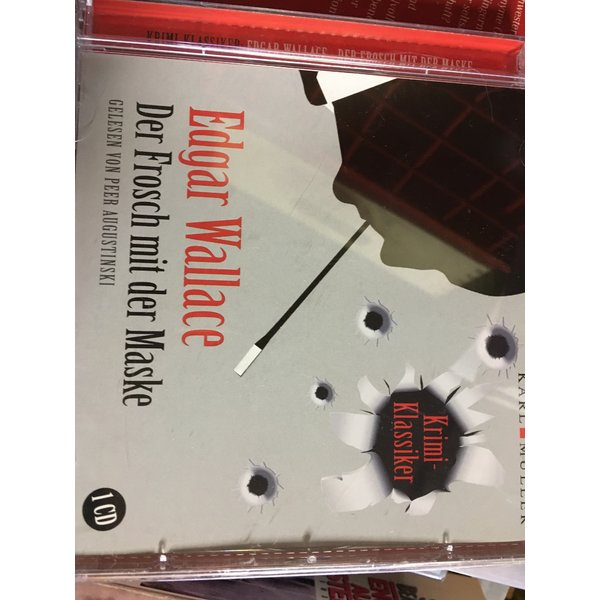 KRIMI KLASSIKER EDGAR WALLACE - DER FROSCH MIT DER MASKE
KARL MÜLLER
Edgar Wallace
Der Frosch mit der Maske
GELESEN VON PEER AUGUSTINSKI
Krimi-
Klassiker
1 CD